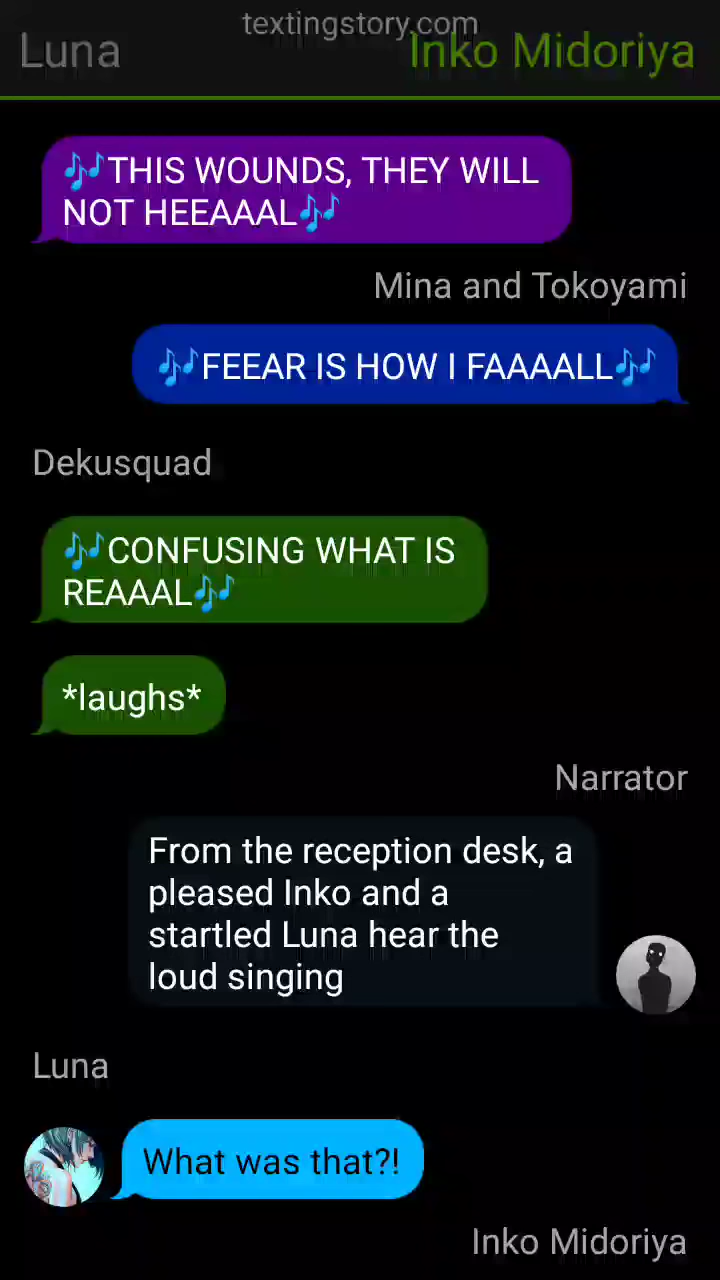 textingstory.com
Luna
Inko Midoriya
🎶THIS WOUNDS, THEY WILL
NOT HEEAAAL🎶
Mina and Tokoyami
🎶FEEAR IS HOW I FAAAALL🎶
Dekusquad
🎶CONFUSING WHAT IS
REAAAL🎶
*laughs*
Narrator
From the reception desk, a
pleased Inko and a
startled Luna hear the
loud singing
Luna
What was that?!
Inko Midoriya